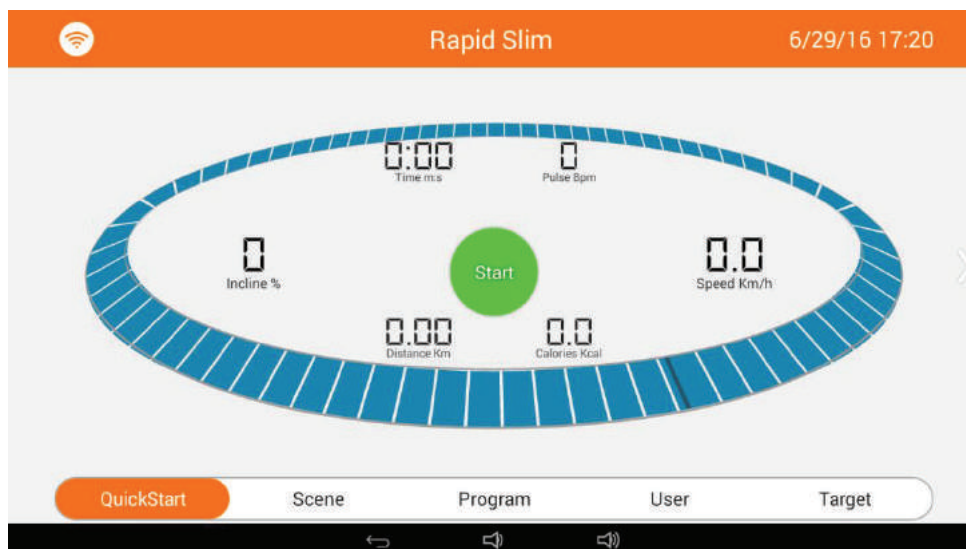 Rapid Slim
6/29/16 17:20
0:00
Time m:s
0
Pulse Bpm
0
Incline %
Start
0.0
Speed Km/h
0.00
Distance Km
0.0
Calories Kcal
QuickStart
Scene
Program
User
Target